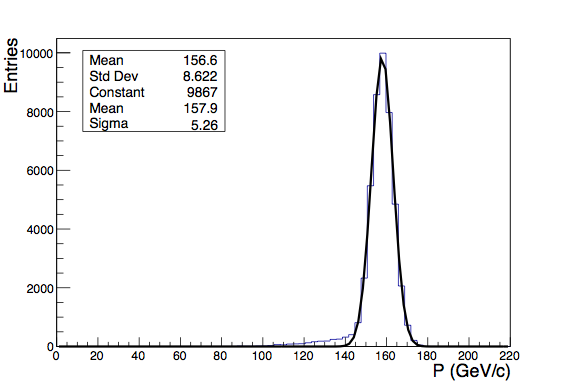 Entries
10000
8000
6000
4000
2000
0
Mean 156.6
Std Dev 8.622
Constant 9867
Mean 157.9
Sigma 5.26
0 20 40 60 80 100 120 140 160 180 200 220
P (GeV/c)